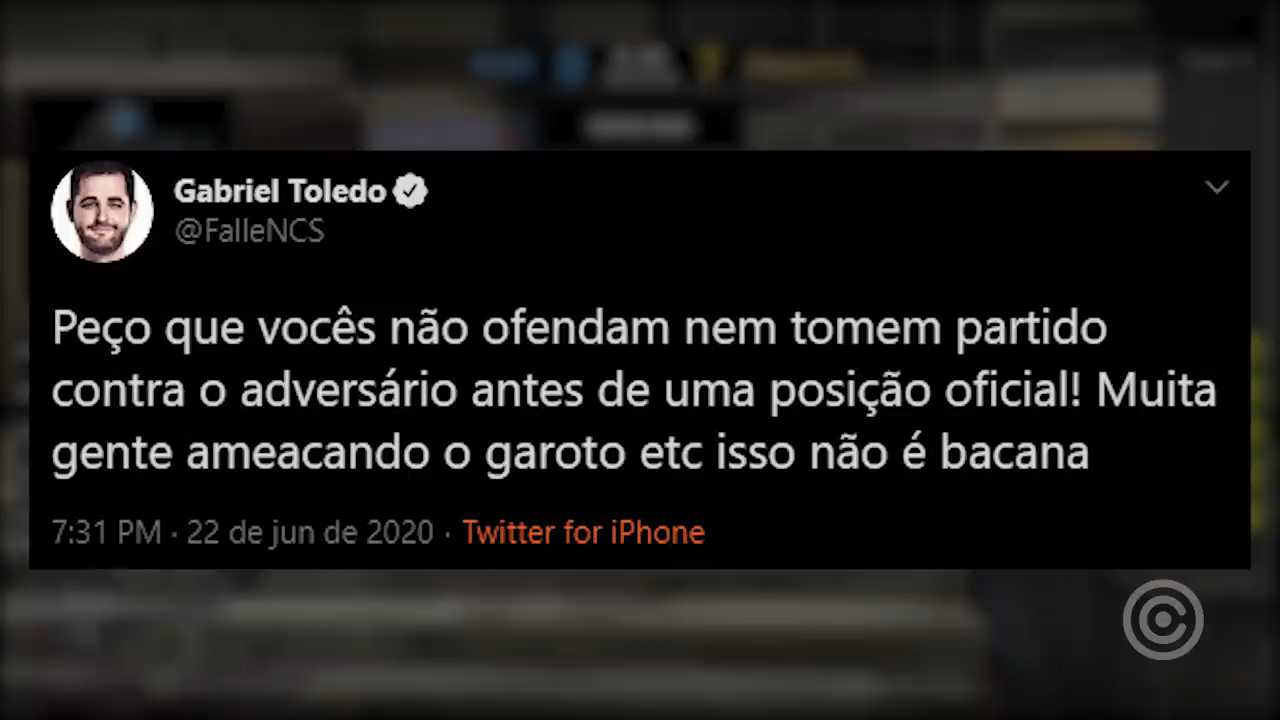 Gabriel Toledo
@FalleNCS
Peço que vocês não ofendam nem tomem partido
contra o adversário antes de uma posição oficial! Muita
gente ameacando o garoto etc isso não é bacana
7:31 PM · 22 de jun de 2020 · Twitter for iPhone